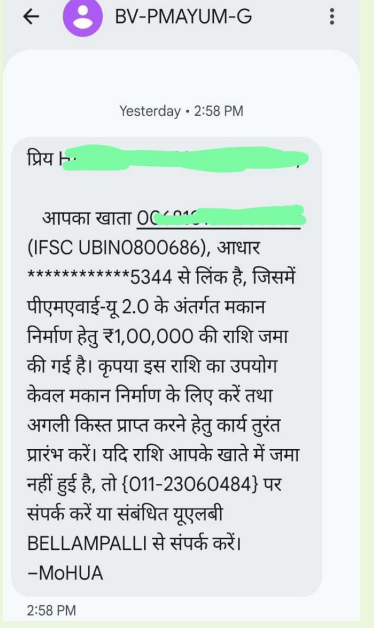 BV-PMAYUM-G
Yesterday • 2:58 PM
प्रिय
आपका खाता
(IFSC UBIN0800686), आधार
************5344 से लिंक है, जिसमें
पीएमएवाई-यू 2.0 के अंतर्गत मकान
निर्माण हेतु ₹1,00,000 की राशि जमा
की गई है। कृपया इस राशि का उपयोग
केवल मकान निर्माण के लिए करें तथा
अगली किस्त प्राप्त करने हेतु कार्य तुरंत
प्रारंभ करें। यदि राशि आपके खाते में जमा
नहीं हुई है, तो {011-23060484} पर
संपर्क करें या संबंधित यूएलबी
BELLAMPALLI से संपर्क करें।
–MoHUA
2:58 PM